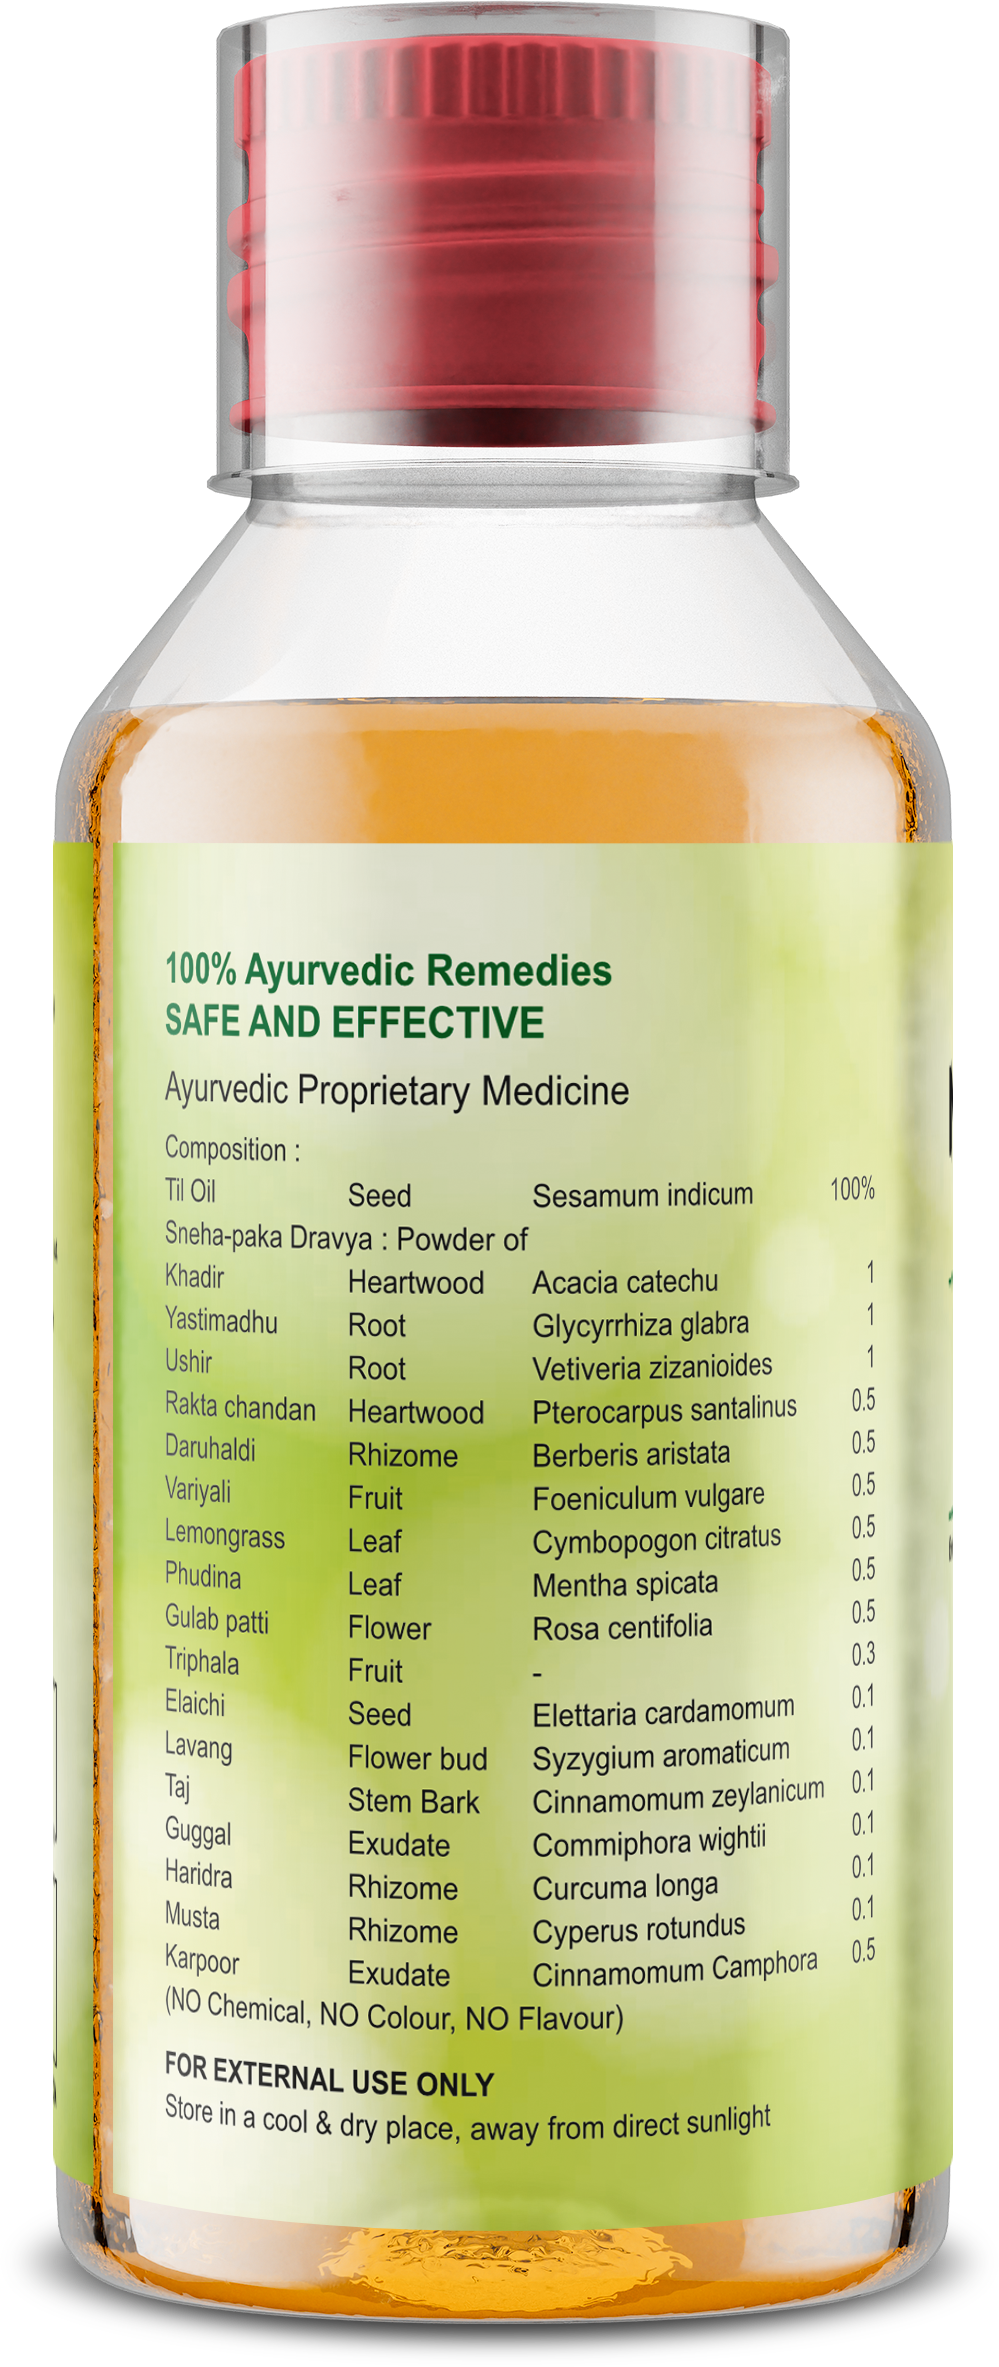 100% Ayurvedic Remedies
SAFE AND EFFECTIVE
Ayurvedic Proprietary Medicine
Composition :
Til Oil Seed Sesamum indicum 100%
Sneha-paka Dravya : Powder of
Khadir Heartwood Acacia catechu 1
Yastimadhu Root Glycyrrhiza glabra 1
Ushir Root Vetiveria zizanioides 1
Rakta chandan Heartwood Pterocarpus santalinus 0.5
Daruhaldi Rhizome Berberis aristata 0.5
Variyali Fruit Foeniculum vulgare 0.5
Lemongrass Leaf Cymbopogon citratus 0.5
Phudina Leaf Mentha spicata 0.5
Gulab patti Flower Rosa centifolia 0.5
Triphala Fruit - 0.3
Elaichi Seed Elettaria cardamomum 0.1
Lavang Flower bud Syzygium aromaticum 0.1
Taj Stem Bark Cinnamomum zeylanicum 0.1
Guggal Exudate Commiphora wightii 0.1
Haridra Rhizome Curcuma longa 0.1
Musta Rhizome Cyperus rotundus 0.1
Karpoor Exudate Cinnamomum Camphora 0.5
(NO Chemical, NO Colour, NO Flavour)
FOR EXTERNAL USE ONLY
Store in a cool & dry place, away from direct sunlight